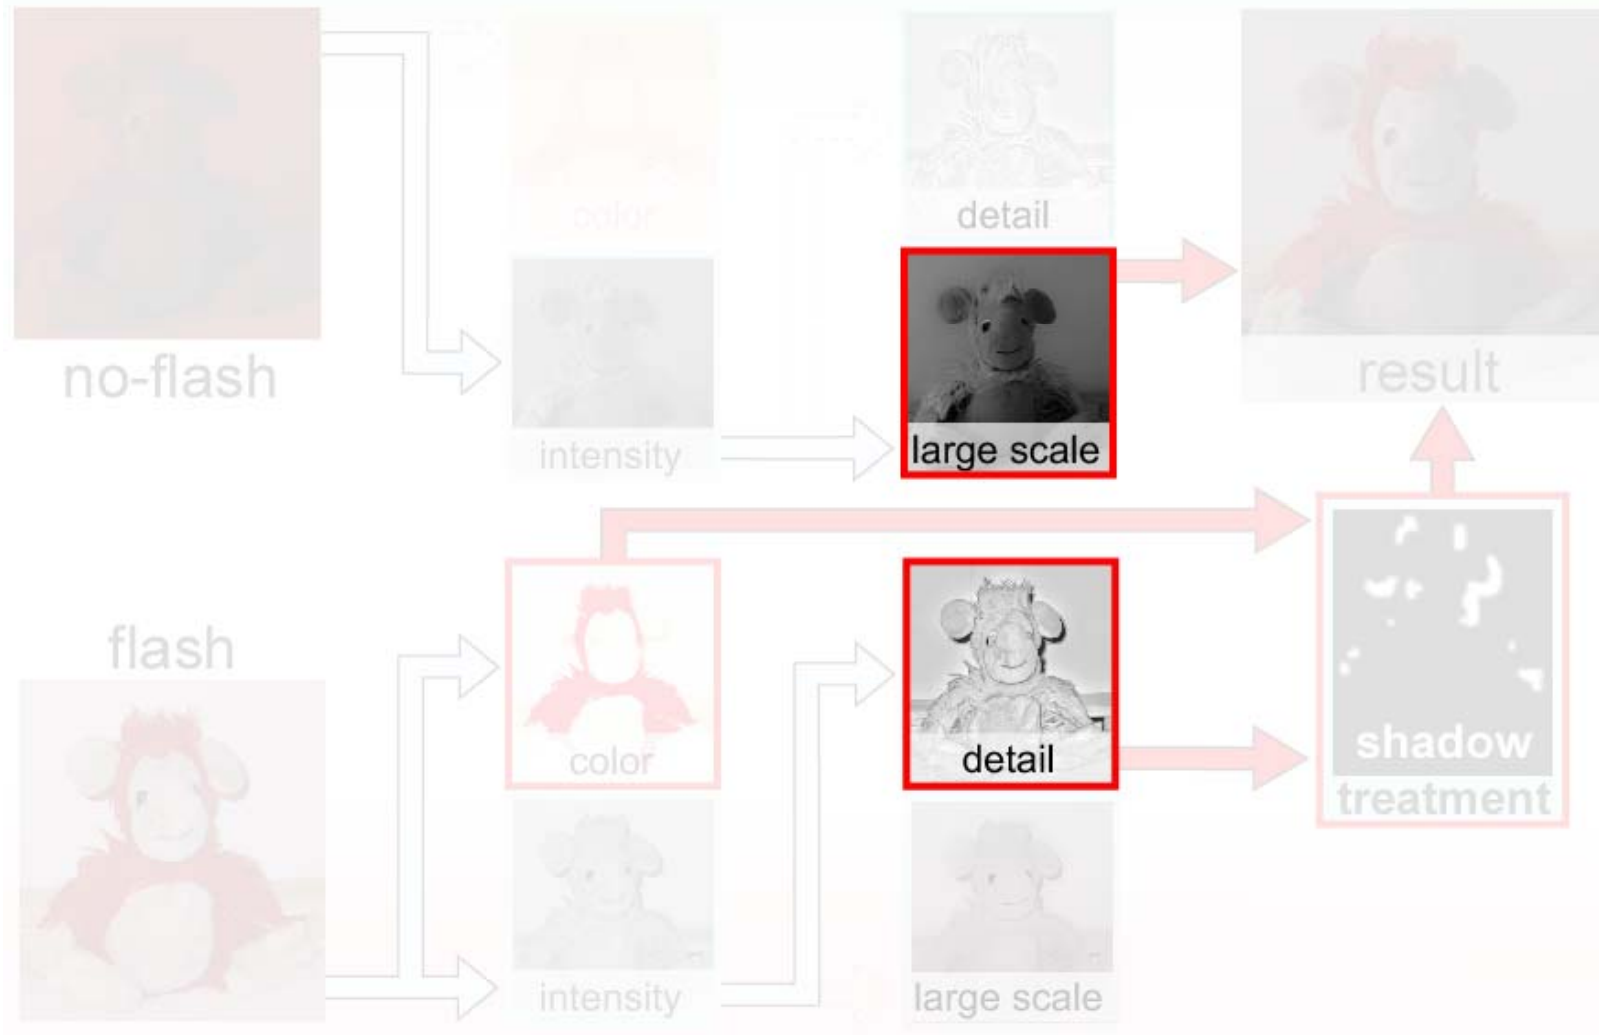 no-flash
color
intensity
detail
large scale
result
flash
color
intensity
detail
large scale
shadow
treatment